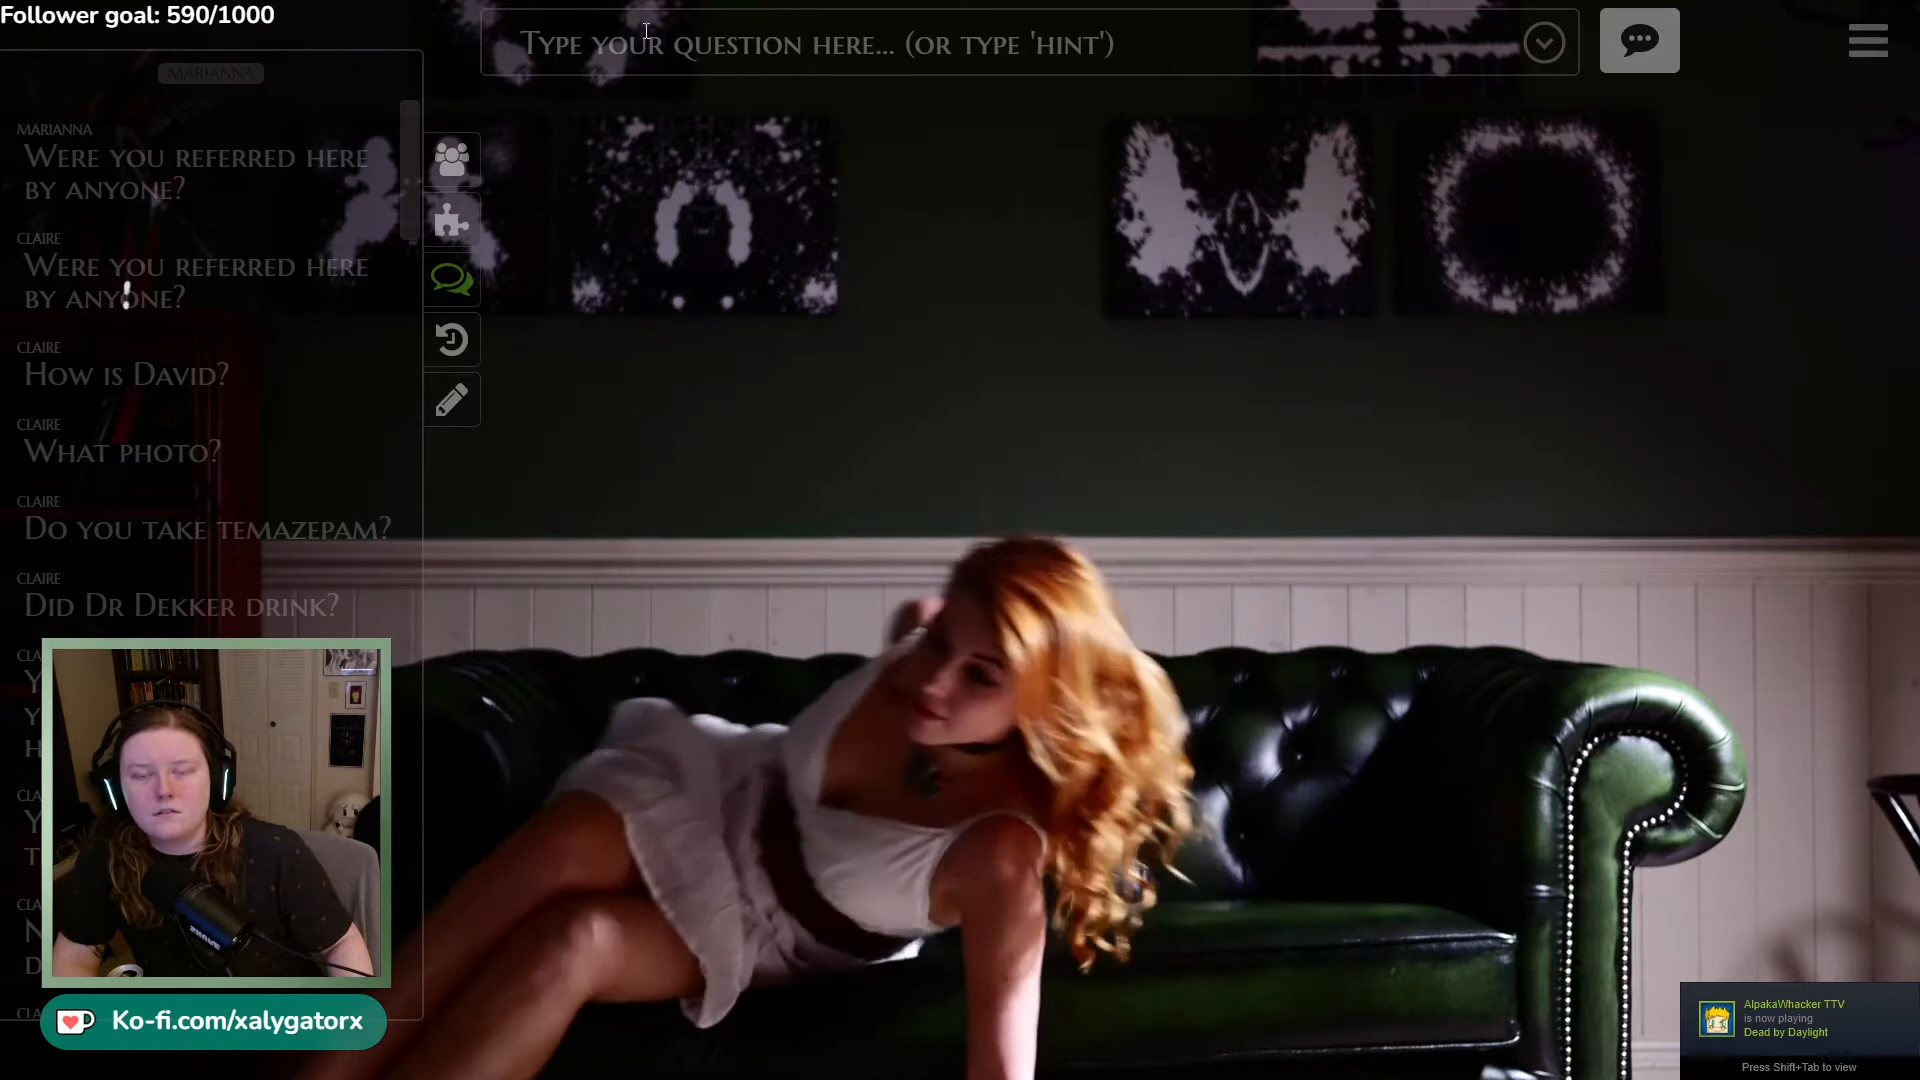 Follower goal: 590/1000
Type your question here... (or type 'hint')
MARIANNA
MARIANNA
Were you referred here
by anyone?
CLAIRE
Were you referred here
by anyone?
CLAIRE
How is David?
CLAIRE
What photo?
CLAIRE
Do you take temazepam?
CLAIRE
Did Dr Dekker drink?
Ko-fi.com/xalygatorx
AlpakaWhacker TTV
is now playing
Dead by Daylight
Press Shift+Tab to view